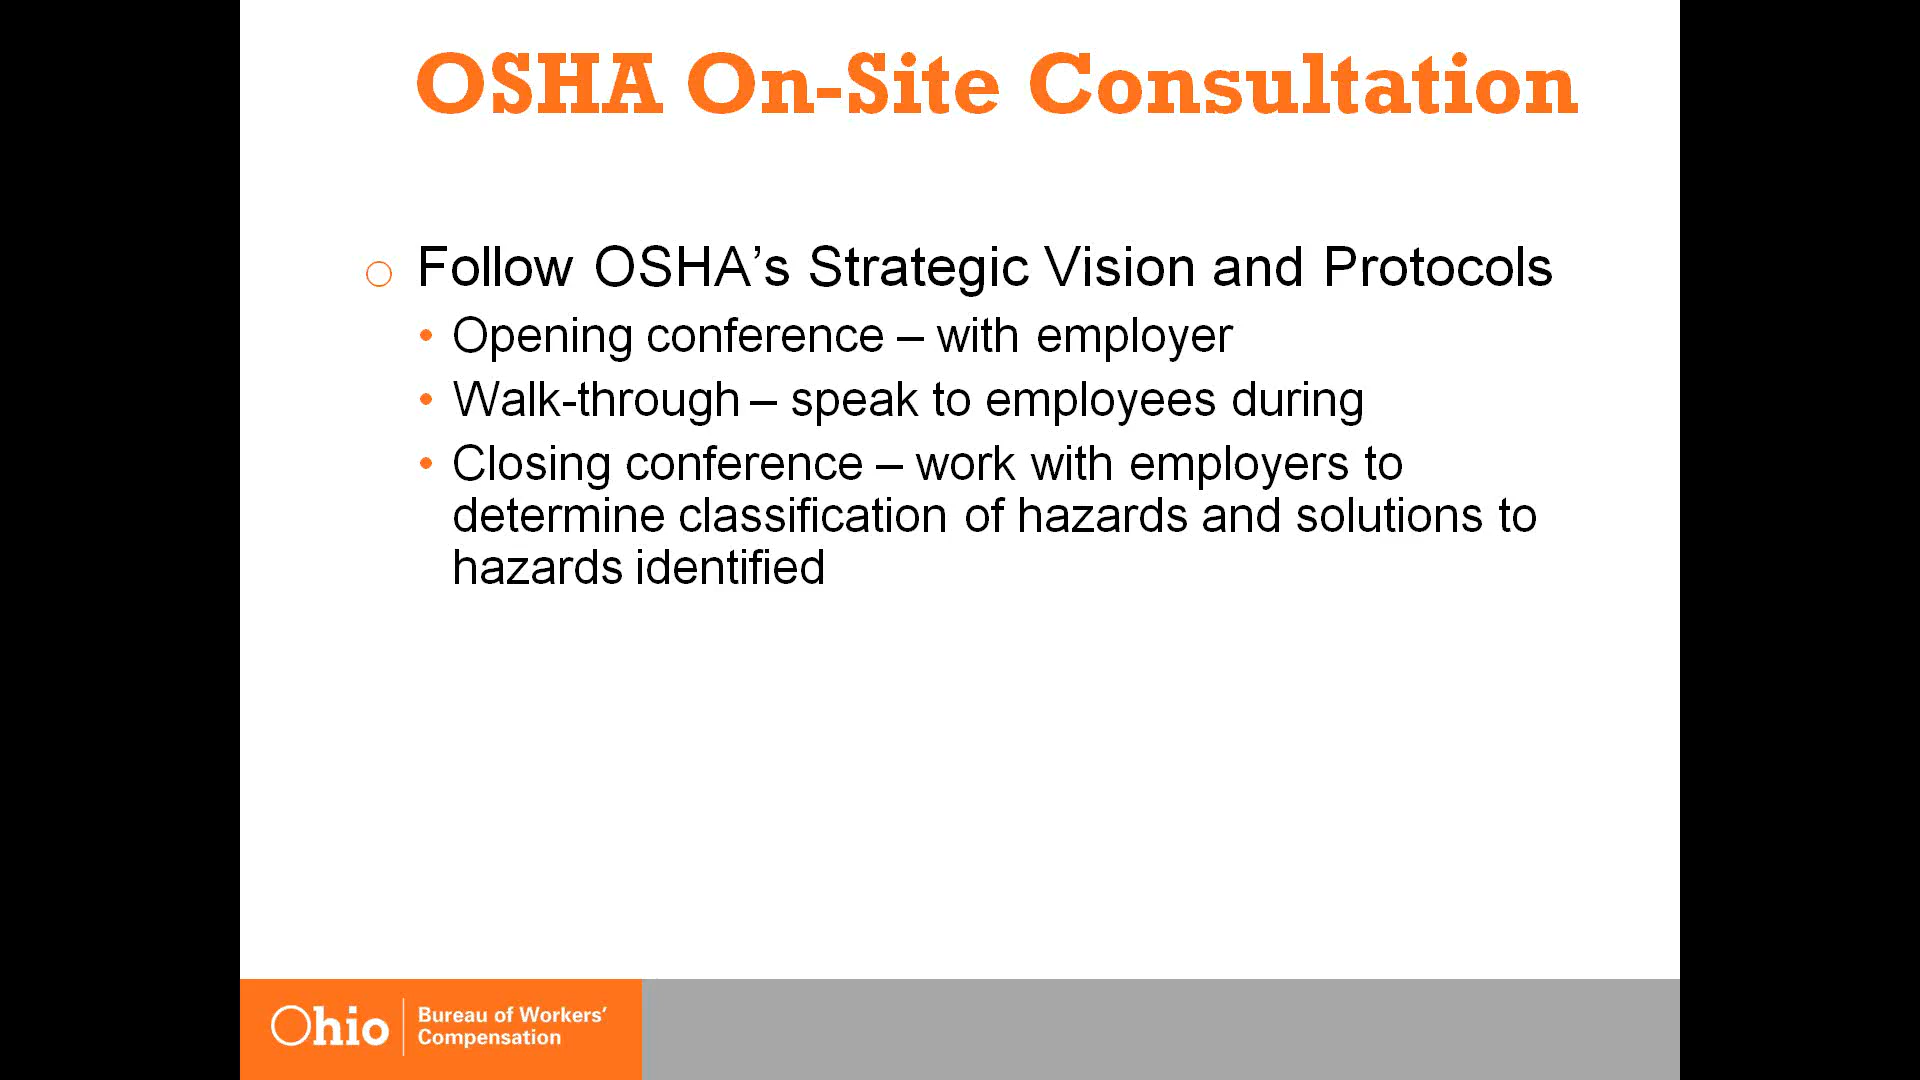 OSHA On-Site Consultation
○ Follow OSHA's Strategic Vision and Protocols
• Opening conference – with employer
• Walk-through – speak to employees during
• Closing conference – work with employers to
determine classification of hazards and solutions to
hazards identified
Ohio
Bureau of Workers'
Compensation